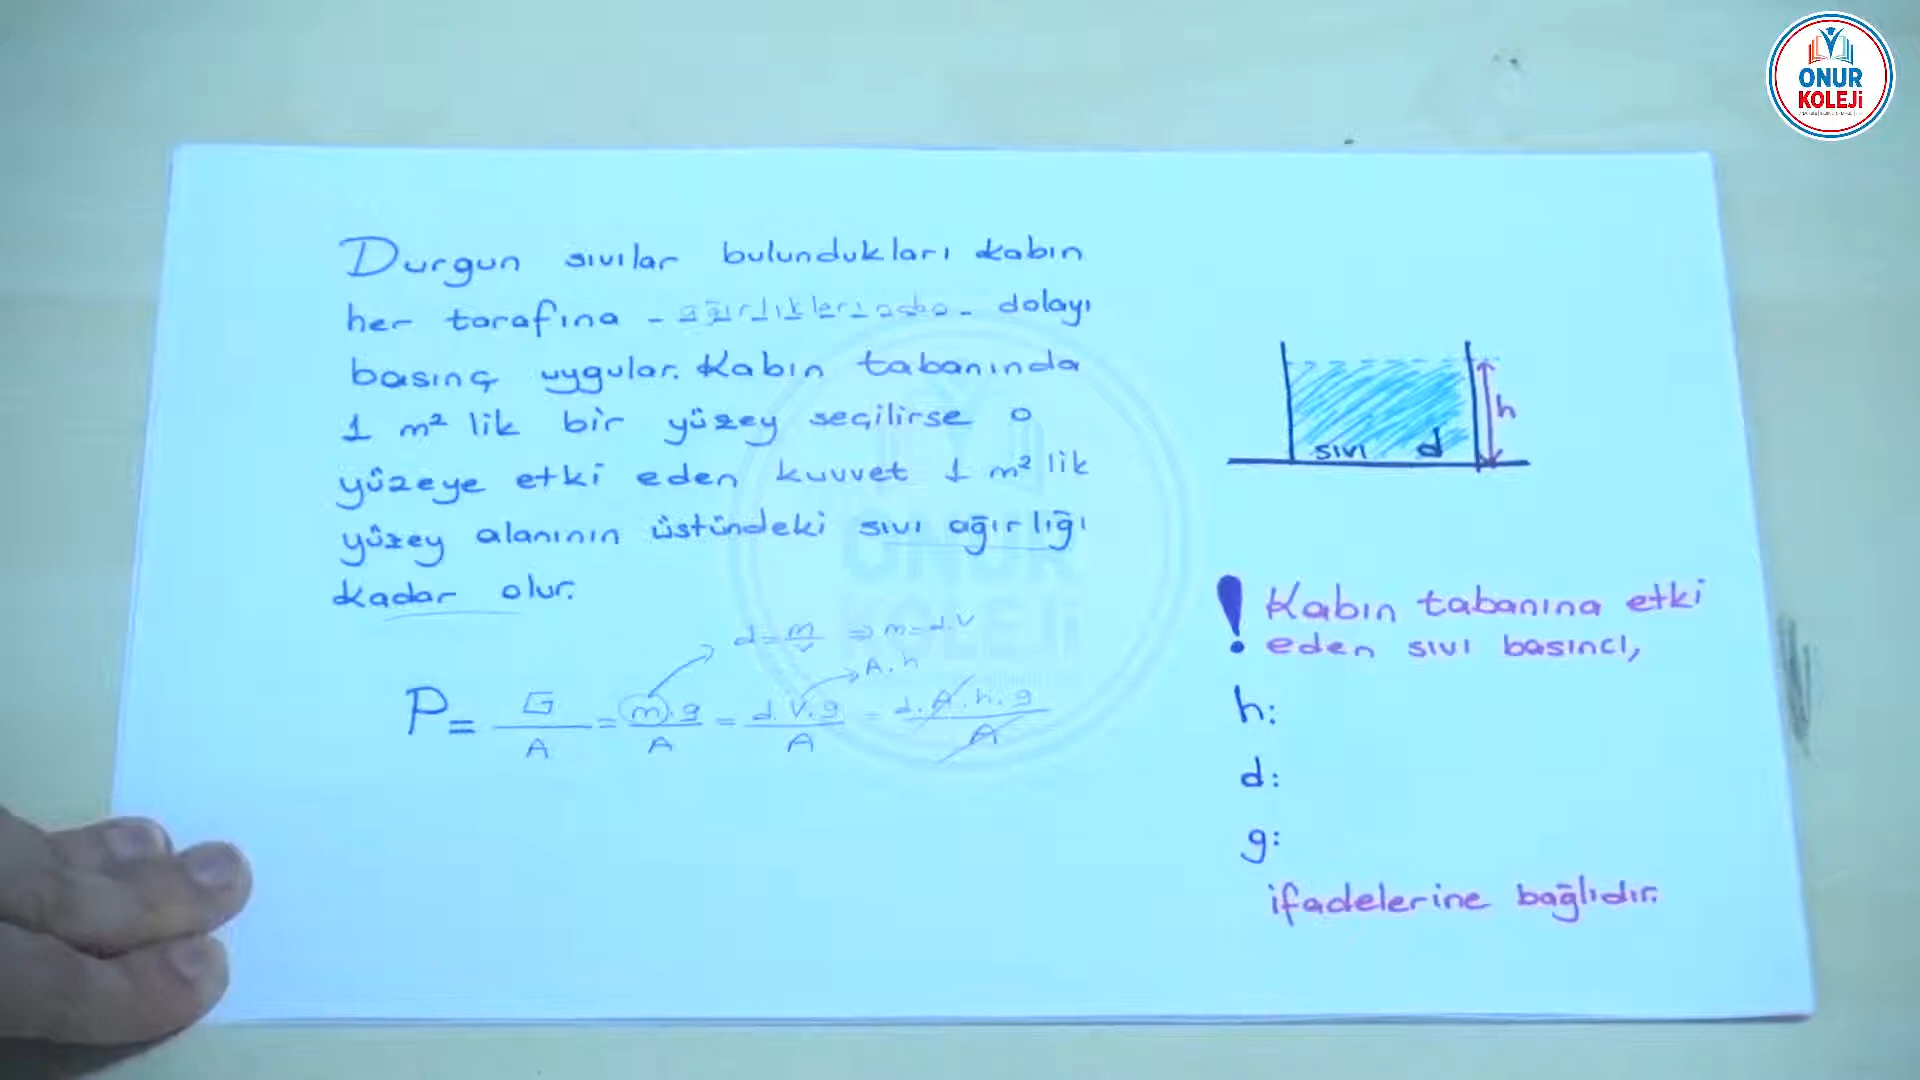 ONUR
KOLEJİ
Durgun sıvılar bulundukları kabın
her tarafına - ağırlıklarından - dolayı
basınç uygular. Kabın tabanında
1 m² lik bir yüzey seçilirse o
yüzeye etki eden kuvvet 1 m² lik
yüzey alanının üstündeki sıvı ağırlığı
kadar olur.
d=m/v ⇒ m=d.V
A.h
P= G/A = m.g/A = d.V.g/A = d.A.h.g/A
h
sıvı d
! Kabın tabanına etki
eden sıvı basıncı,
h:
d:
g:
ifadelerine bağlıdır.
ONUR
KOLEJi